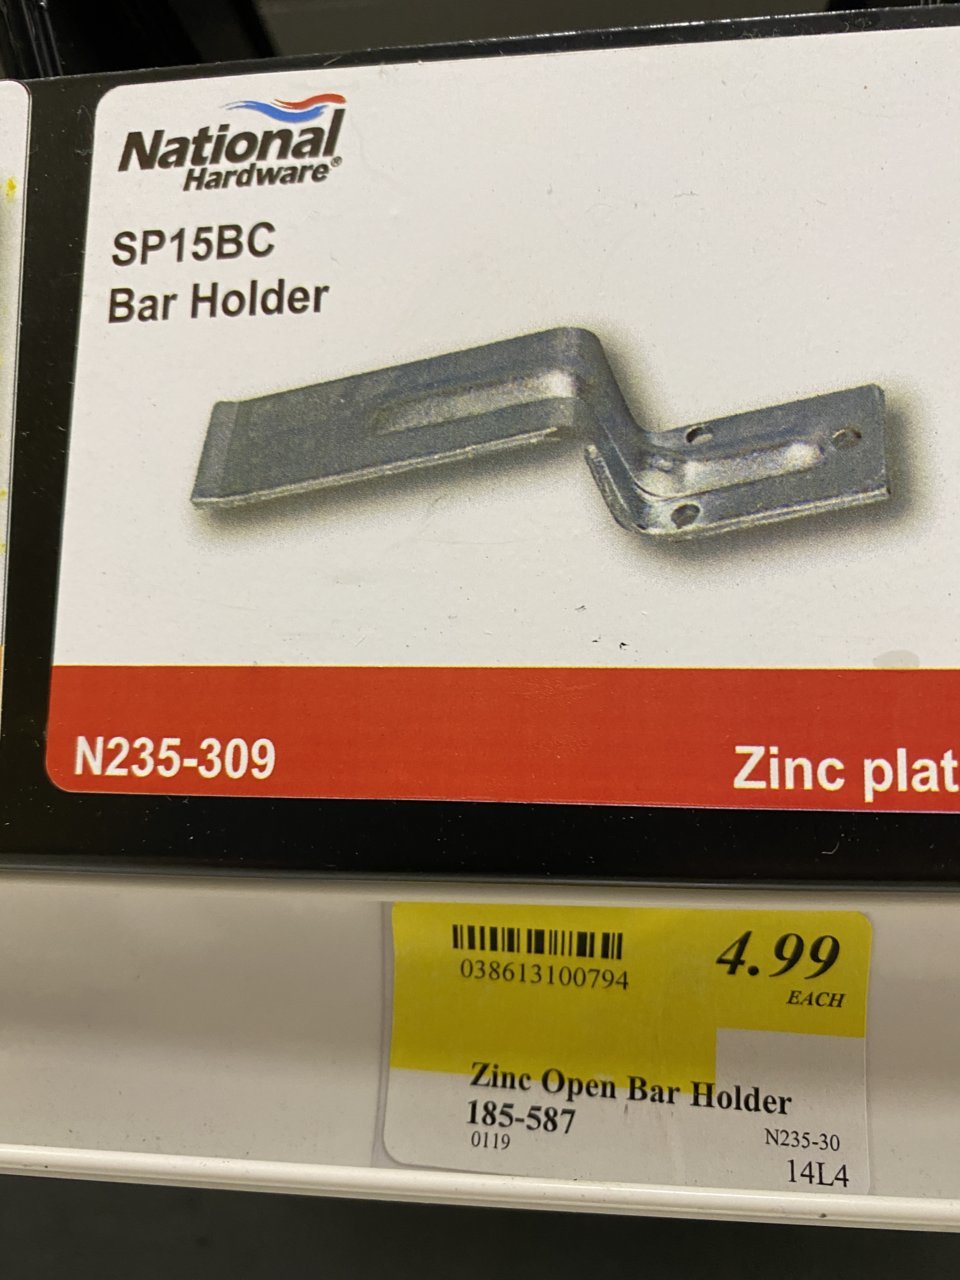 National
Hardware®
SP15BC
Bar Holder
N235-309
Zinc plat
038613100794
4.99
EACH
Zinc Open Bar Holder
185-587
0119
N235-30
14L4